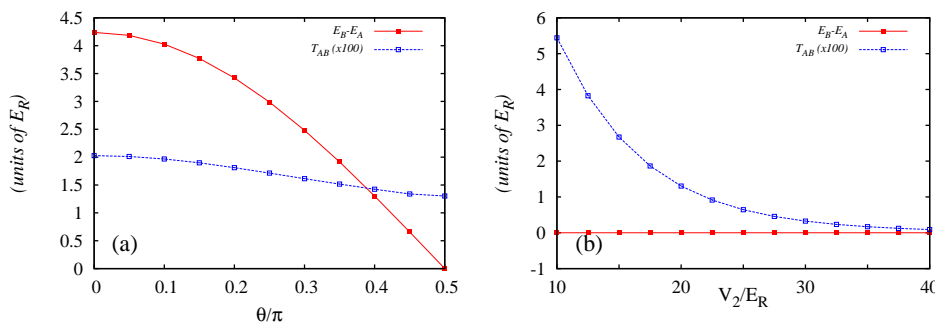 4.5
4
3.5
3
2.5
2
1.5
1
0.5
0
(units of E_R)
E_B-E_A
T_AB (x100)
(a)
0 0.1 0.2 0.3 0.4 0.5
θ/π
6
5
4
3
2
1
0
-1
(units of E_R)
E_B-E_A
T_AB (x100)
(b)
10 20 30 40
V_2/E_R